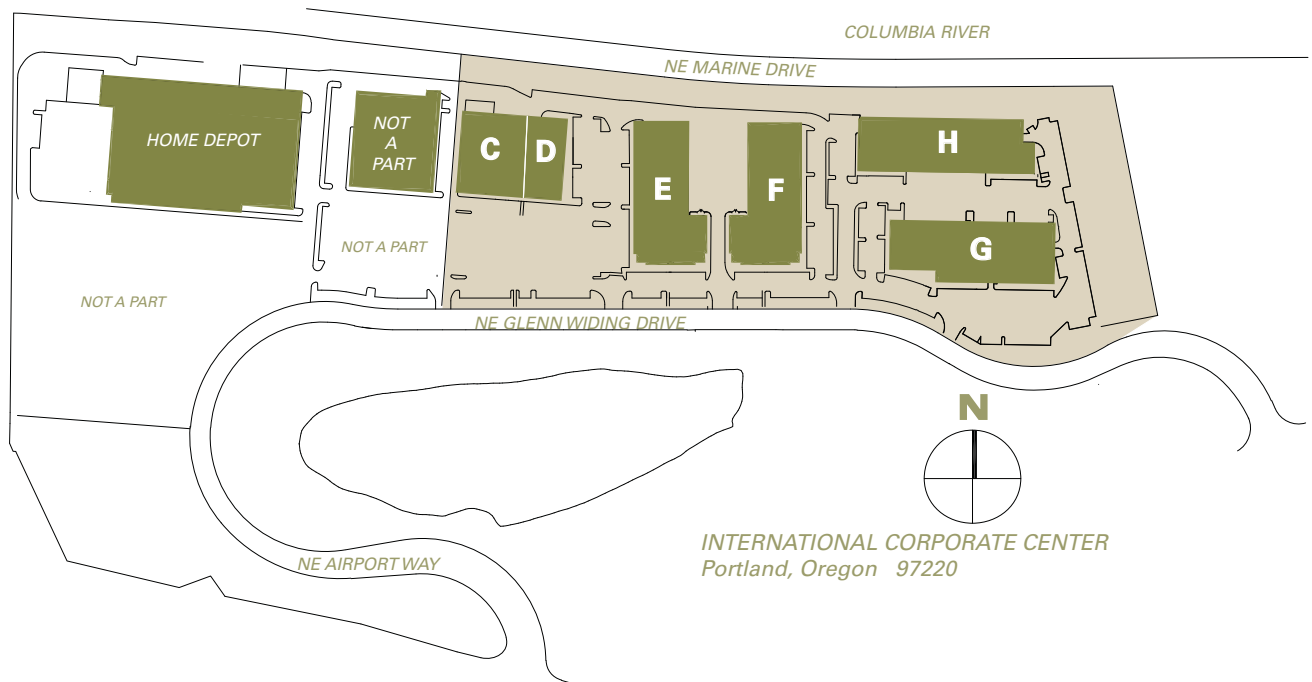 COLUMBIA RIVER
NE MARINE DRIVE
HOME DEPOT
NOT
A
PART
C
D
E
F
H
G
NOT A PART
NOT A PART
NE GLENN WIDING DRIVE
N
INTERNATIONAL CORPORATE CENTER
Portland, Oregon 97220
NE AIRPORT WAY